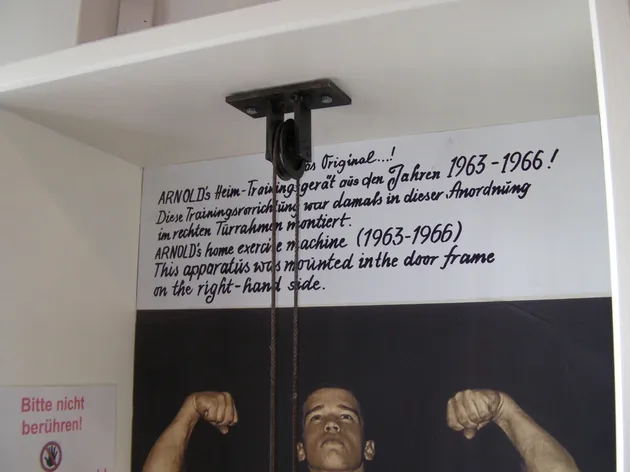 as Original...!
ARNOLD's Heim-Trainingsgerät aus den Jahren 1963-1966!
Diese Trainingsvorrichtung war damals in dieser Anordnung
im rechten Türrahmen montiert.
ARNOLD's home exercise machine (1963-1966)
This apparatus was mounted in the door frame
on the right-hand side.
Bitte nicht
berühren!